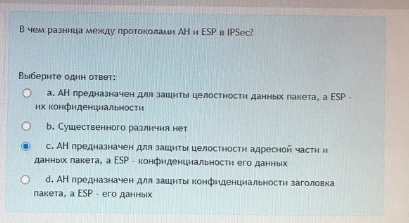 В чем разница между протоколами AH и ESP в IPSec?
Выберите один ответ:
a. AH предназначен для защиты целостности данных пакета, а ESP -
их конфиденциальности
b. Существенного различия нет
c. AH предназначен для защиты целостности адресной части и
данных пакета, а ESP - конфиденциальности его данных
d. AH предназначен для защиты конфиденциальности заголовка
пакета, а ESP - его данных